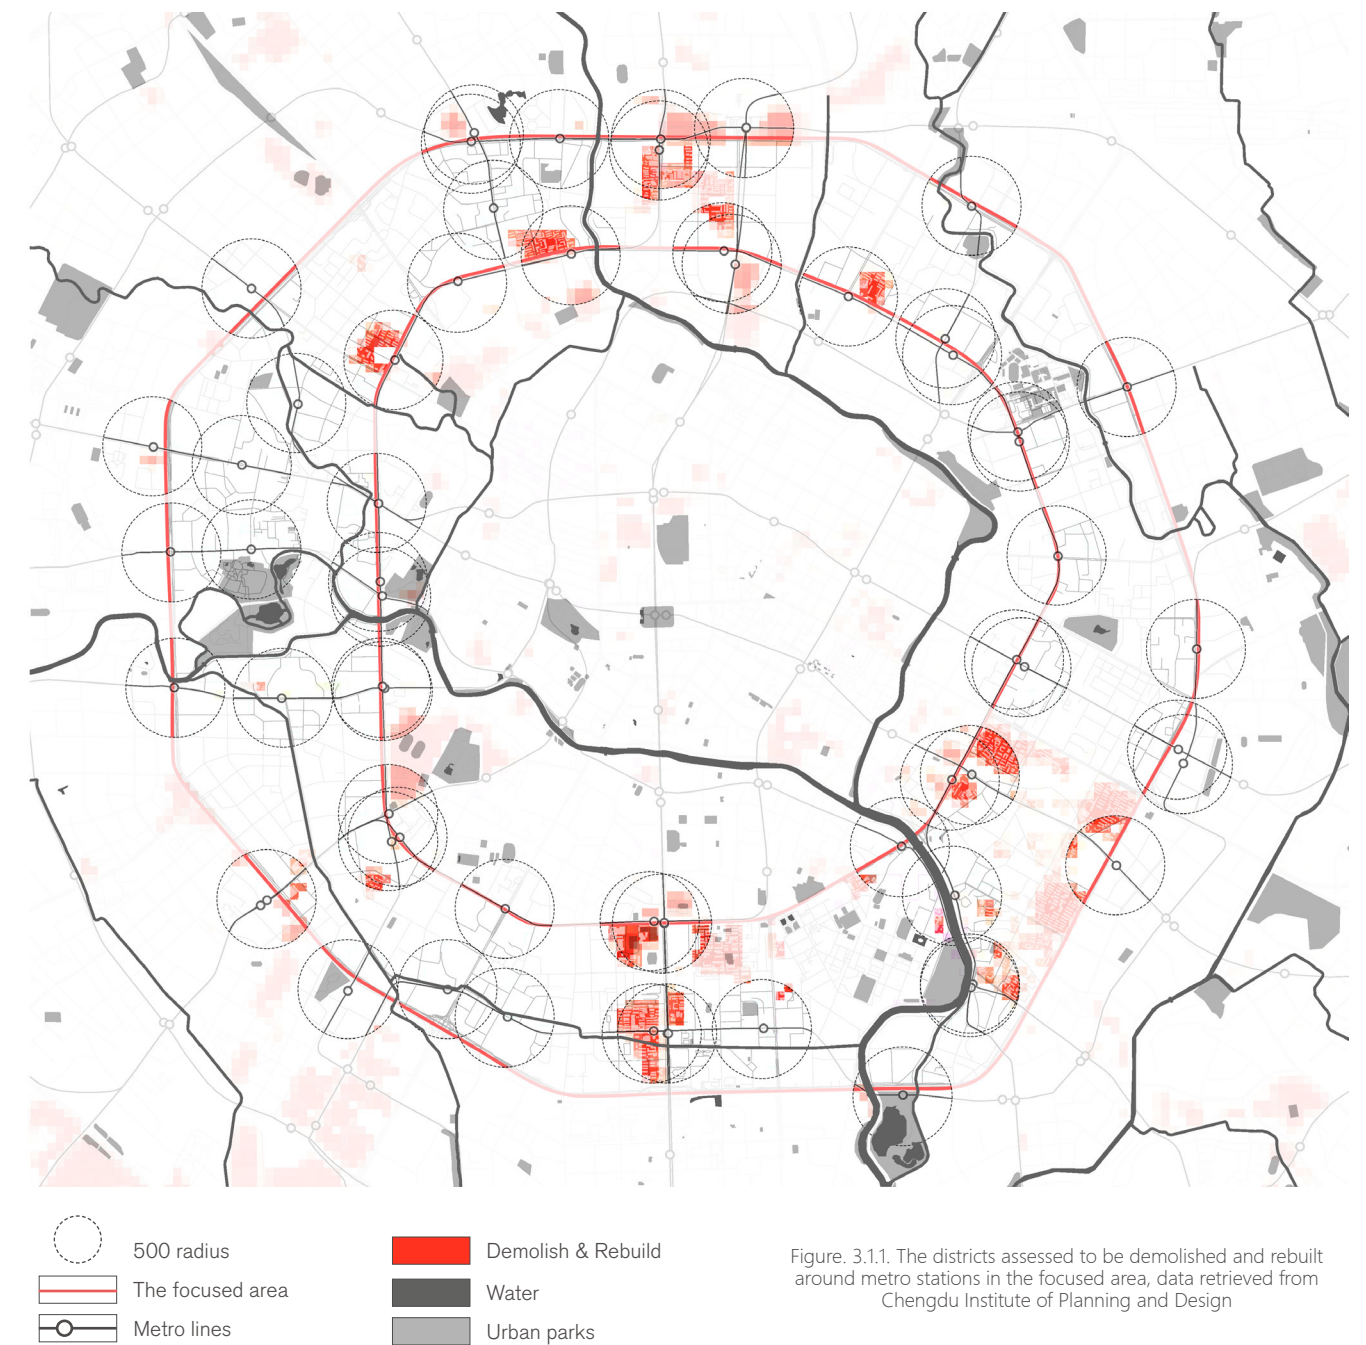 500 radius
The focused area
Metro lines
Demolish & Rebuild
Water
Urban parks
Figure. 3.1.1. The districts assessed to be demolished and rebuilt
around metro stations in the focused area, data retrieved from
Chengdu Institute of Planning and Design